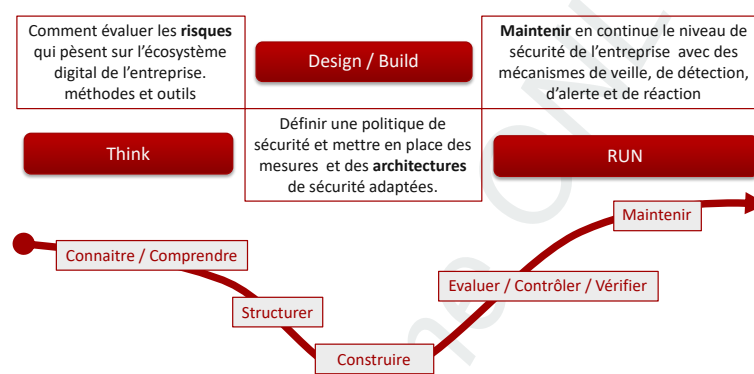 Comment évaluer les risques
qui pèsent sur l'écosystème
digital de l'entreprise.
méthodes et outils
Design / Build
Maintenir en continue le niveau de
sécurité de l'entreprise avec des
mécanismes de veille, de détection,
d'alerte et de réaction
Think
Définir une politique de
sécurité et mettre en place des
mesures et des architectures
de sécurité adaptées.
RUN
Maintenir
Connaitre / Comprendre
Evaluer / Contrôler / Vérifier
Structurer
Construire